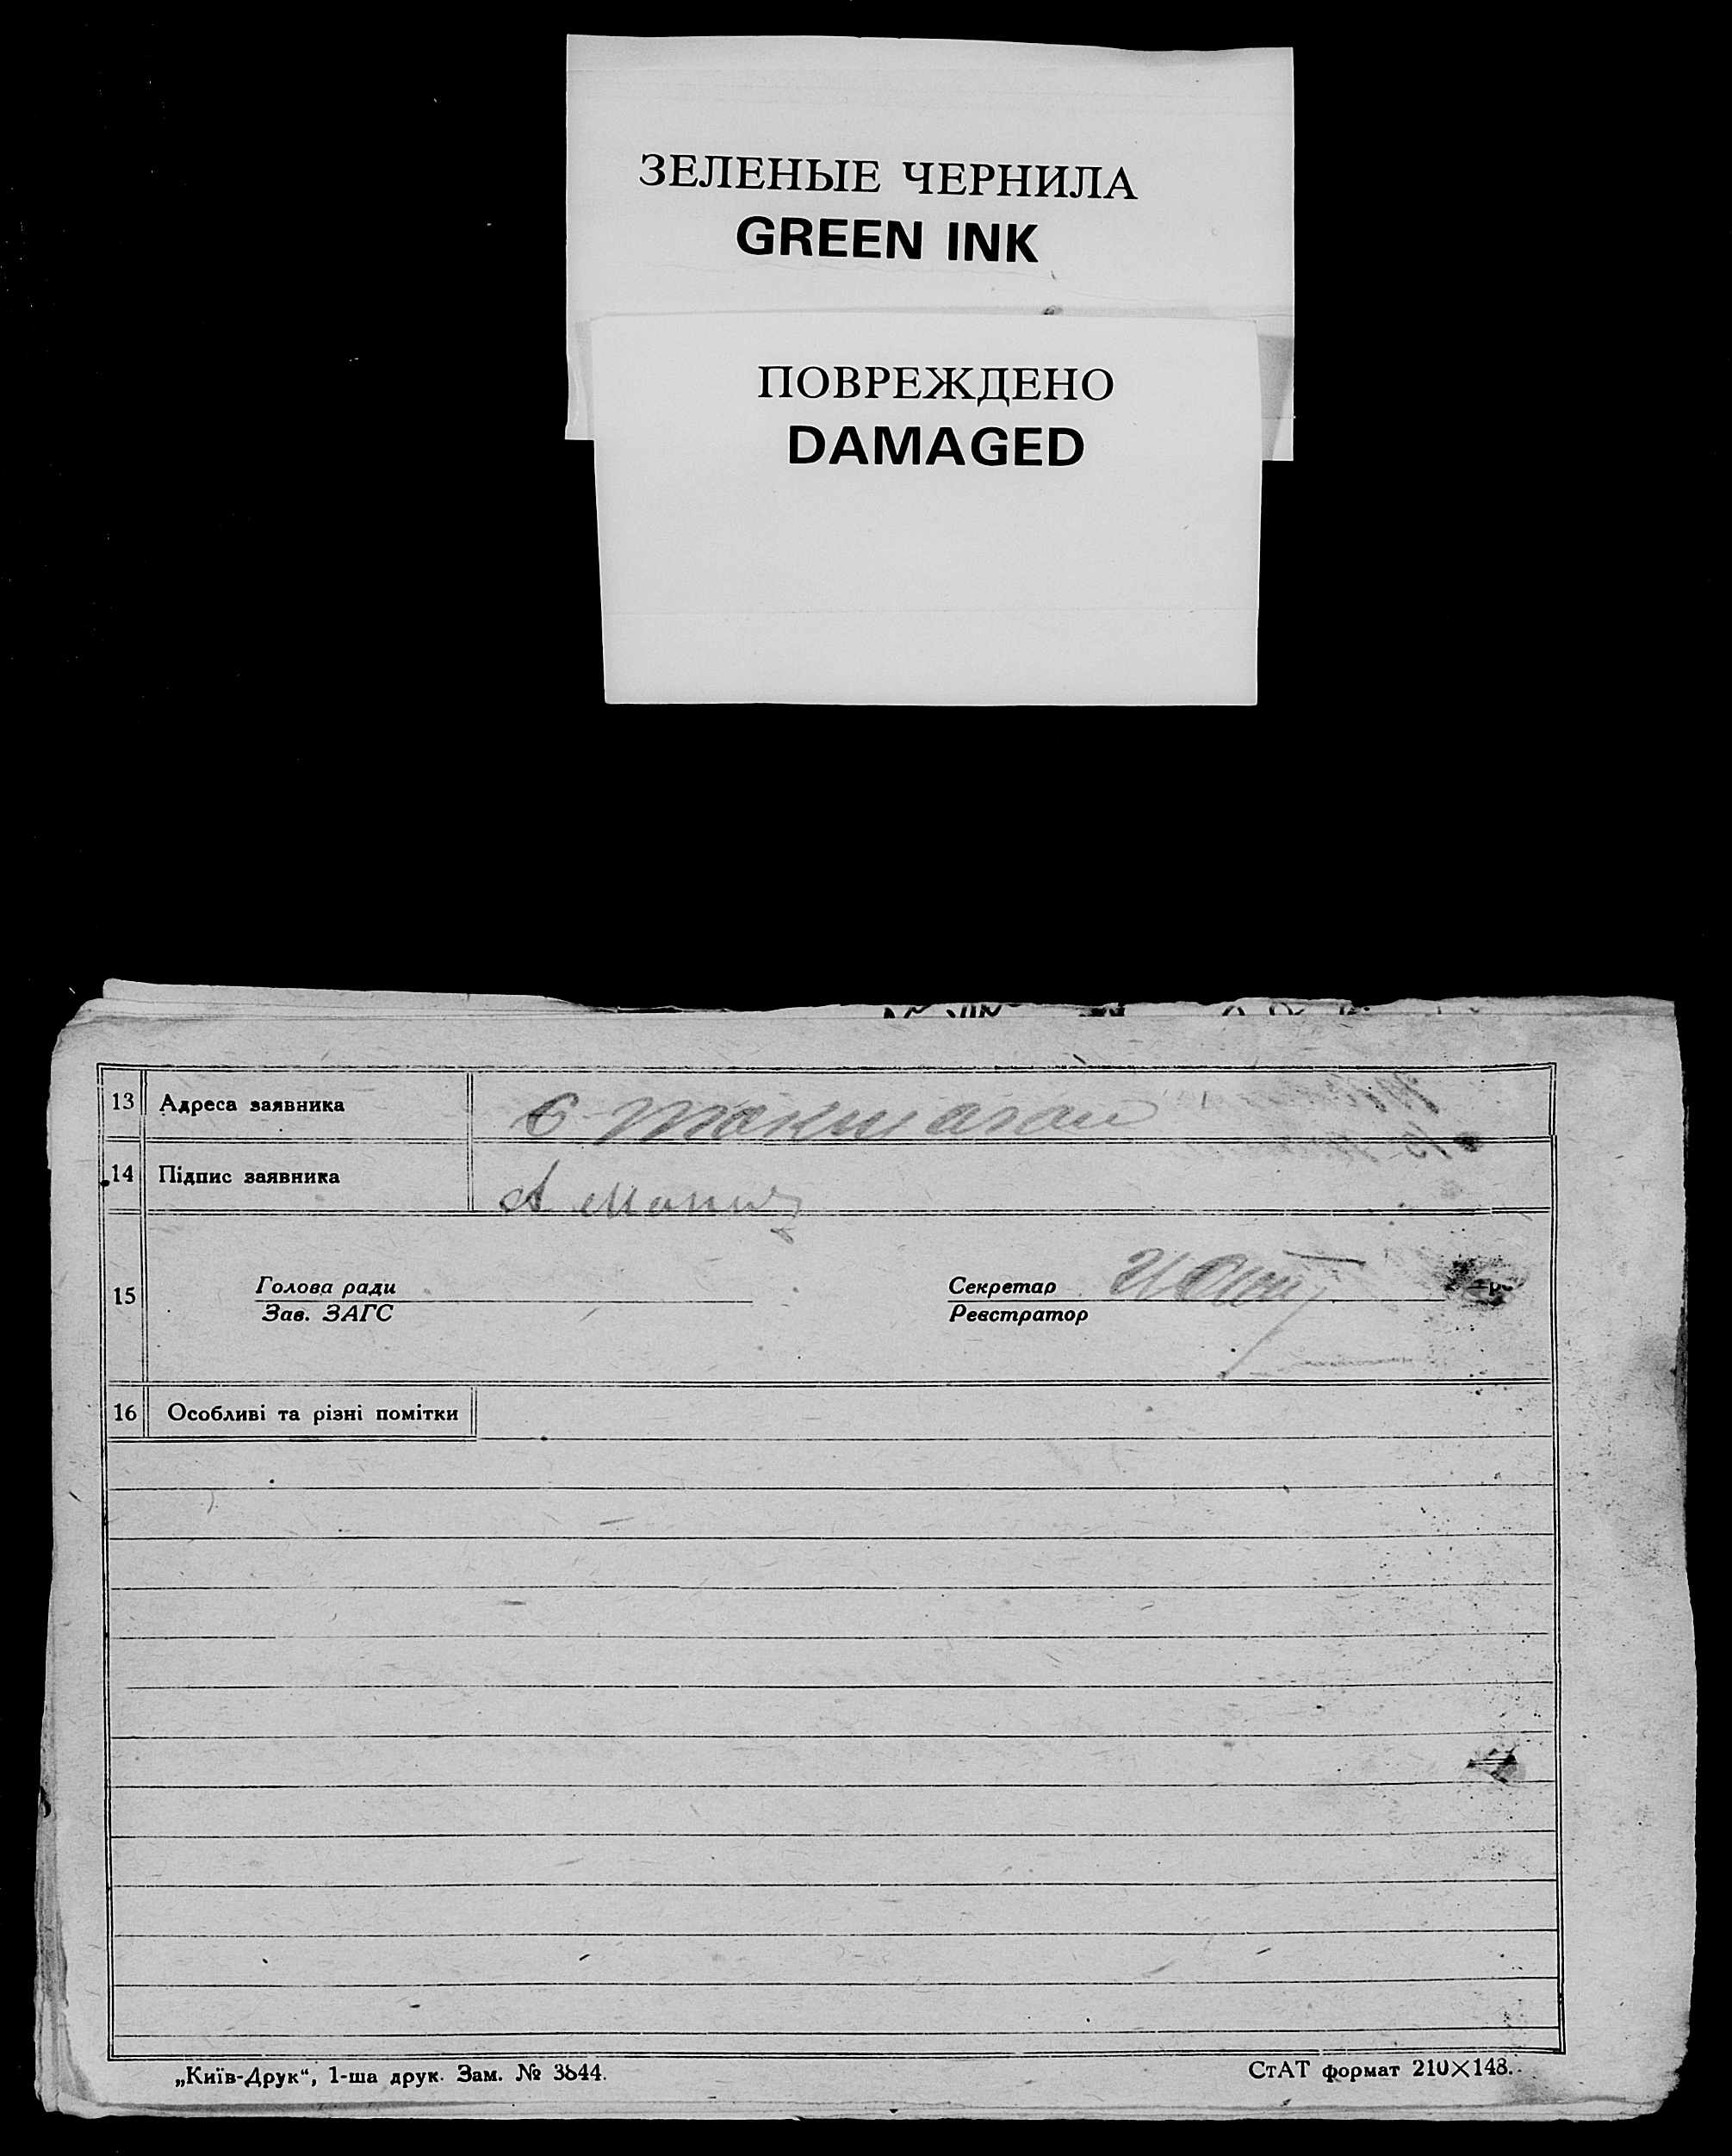 ЗЕЛЕНЫЕ ЧЕРНИЛА
GREEN INK
ПОВРЕЖДЕНО
DAMAGED
13 Адреса заявника
14 Підпис заявника
15 Голова ради Секретар
Зав. ЗАГС Реєстратор
16 Особливі та різні помітки
„Київ-Друк“, 1-ша друк. Зам. № 3844. СтАТ формат 210×148.